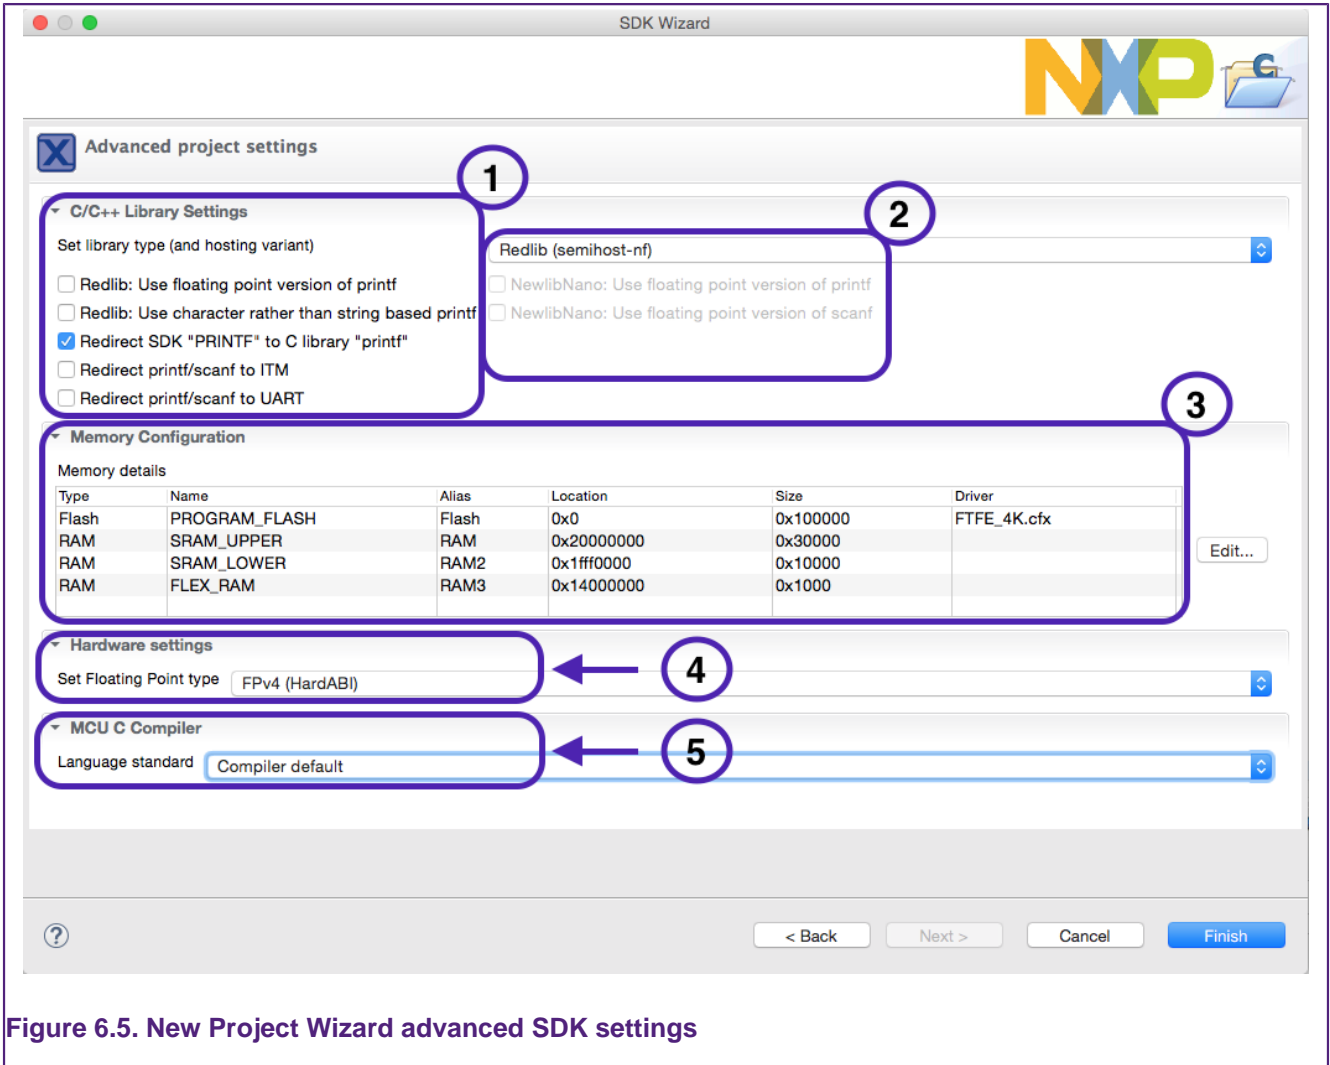 SDK Wizard
NXP
C
X
Advanced project settings
1
C/C++ Library Settings
2
Set library type (and hosting variant) Redlib (semihost-nf)
Redlib: Use floating point version of printf NewlibNano: Use floating point version of printf
Redlib: Use character rather than string based printf NewlibNano: Use floating point version of scanf
Redirect SDK "PRINTF" to C library "printf"
Redirect printf/scanf to ITM
Redirect printf/scanf to UART
3
Memory Configuration
Memory details
Type Name Alias Location Size Driver
Flash PROGRAM_FLASH Flash 0x0 0x100000 FTFE_4K.cfx
RAM SRAM_UPPER RAM 0x20000000 0x30000
Edit...
RAM SRAM_LOWER RAM2 0x1fff0000 0x10000
RAM FLEX_RAM RAM3 0x14000000 0x1000
Hardware settings
4
Set Floating Point type FPv4 (HardABI)
MCU C Compiler
5
Language standard Compiler default
? < Back Next > Cancel Finish
Figure 6.5. New Project Wizard advanced SDK settings